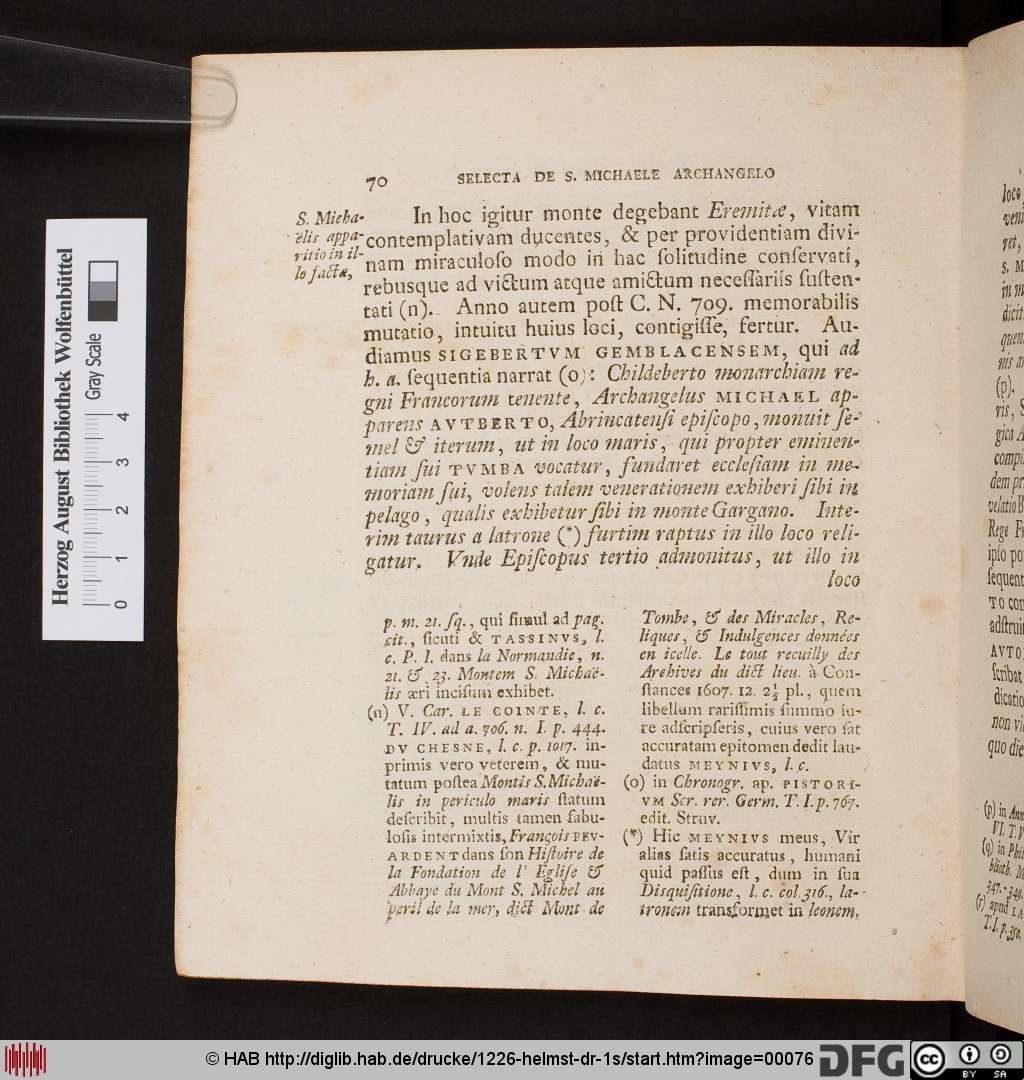 70 SELECTA DE S. MICHAELE ARCHANGELO
S. Micha-
ëlis appa-
ritio in il-
lo facta,
In hoc igitur monte degebant Eremitæ, vitam
contemplativam ducentes, & per providentiam divi-
nam miraculoſo modo in hac ſolitudine conſervati,
rebusque ad victum atque amictum neceſſariis ſuſten-
tati (n). Anno autem poſt C. N. 709. memorabilis
mutatio, intuitu huius loci, contigiſſe, fertur. Au-
diamus SIGEBERTVM GEMBLACENSEM, qui ad
h. a. ſequentia narrat (o): Childeberto monarchiam re-
gni Francorum tenente, Archangelus MICHAEL ap-
parens AVTBERTO, Abrincatenſi epiſcopo, monuit ſe-
mel & iterum, ut in loco maris, qui propter eminen-
tiam ſui TVMBA vocatur, fundaret eccleſiam in me-
moriam ſui, volens talem venerationem exhiberi ſibi in
pelago, qualis exhibetur ſibi in monte Gargano. Inte-
rim taurus a latrone (*) furtim raptus in illo loco reli-
gatur. Vnde Epiſcopus tertio admonitus, ut illo in
loco
p. m. 21. ſq., qui ſimul ad pag.
cit., ſicuti & TASSINVS, l.
c. P. I. dans la Normandie, n.
21. & 23. Montem S. Michaë-
lis æri inciſum exhibet.
(n) V. Car. LE COINTE, l. c.
T. IV. ad a. 706. n. I. p. 444.
DV CHESNE, l. c. p. 1017. in-
primis vero veterem, & mu-
tatum poſtea Montis S. Michaë-
lis in periculo maris ſtatum
deſcribit, multis tamen fabu-
loſis intermixtis, François FEV-
ARDENT dans ſon Hiſtoire de
la Fondation de l' Egliſe &
Abbaye du Mont S. Michel au
peril de la mer, dict Mont de
Tombe, & des Miracles, Re-
liques, & Indulgences données
en icelle. Le tout recuilly des
Archives du dict lieu. à Con-
ſtances 1607. 12. 2½ pl., quem
libellum rariſſimis ſummo iu-
re adſcripſeris, cuius vero ſat
accuratam epitomen dedit lau-
datus MEYNIVS, l. c.
(o) in Chronogr. ap. PISTORI-
VM Scr. rer. Germ. T. I. p. 767.
edit. Struv.
(*) Hic MEYNIVS meus, Vir
alias ſatis accuratus, humani
quid paſſus eſt, dum in ſua
Disquiſitione, l. c. col. 316., la-
tronem transformet in leonem,
Herzog August Bibliothek Wolfenbüttel
Gray Scale
0 1 2 3 4
© HAB http://diglib.hab.de/drucke/1226-helmst-dr-1s/start.htm?image=00076
DFG
cc BY SA